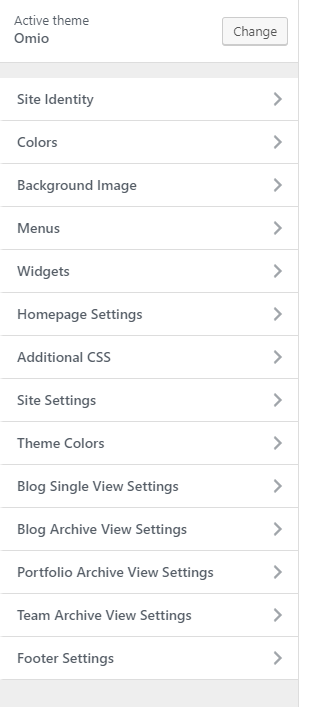 Active theme
Omio
Change
Site Identity
Colors
Background Image
Menus
Widgets
Homepage Settings
Additional CSS
Site Settings
Theme Colors
Blog Single View Settings
Blog Archive View Settings
Portfolio Archive View Settings
Team Archive View Settings
Footer Settings